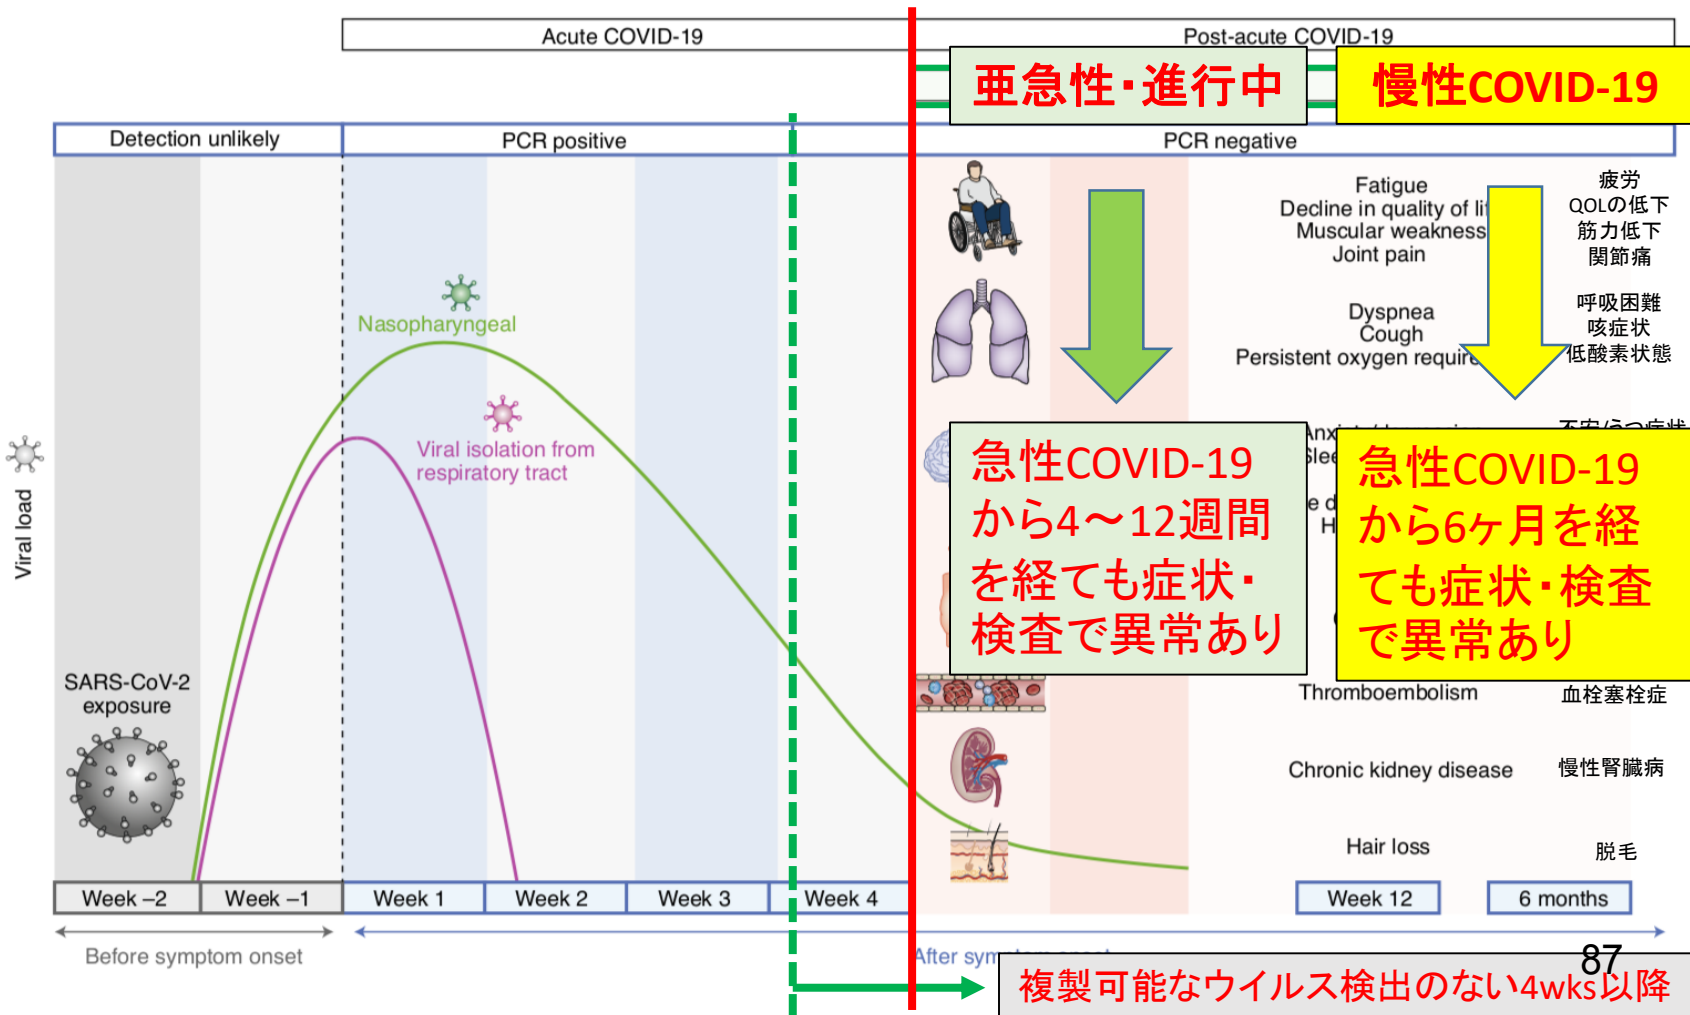 Acute COVID-19
Post-acute COVID-19
亜急性・進行中
慢性COVID-19
Detection unlikely
PCR positive
PCR negative
Fatigue
Decline in quality of
Muscular weakness
Joint pain
疲労
QOLの低下
筋力低下
関節痛
Nasopharyngeal
Dyspnea
Cough
Persistent oxygen
呼吸困難
咳症状
低酸素状態
Viral isolation from
respiratory tract
Viral load
急性COVID-19
から4～12週間
を経ても症状・
検査で異常あり
急性COVID-19
から6ヶ月を経
ても症状・検査
で異常あり
SARS-CoV-2
exposure
Thromboembolism
血栓塞栓症
Chronic kidney disease
慢性腎臓病
Hair loss
脱毛
Week –2
Week –1
Week 1
Week 2
Week 3
Week 4
Week 12
6 months
Before symptom onset
After
87
複製可能なウイルス検出のない4wks以降